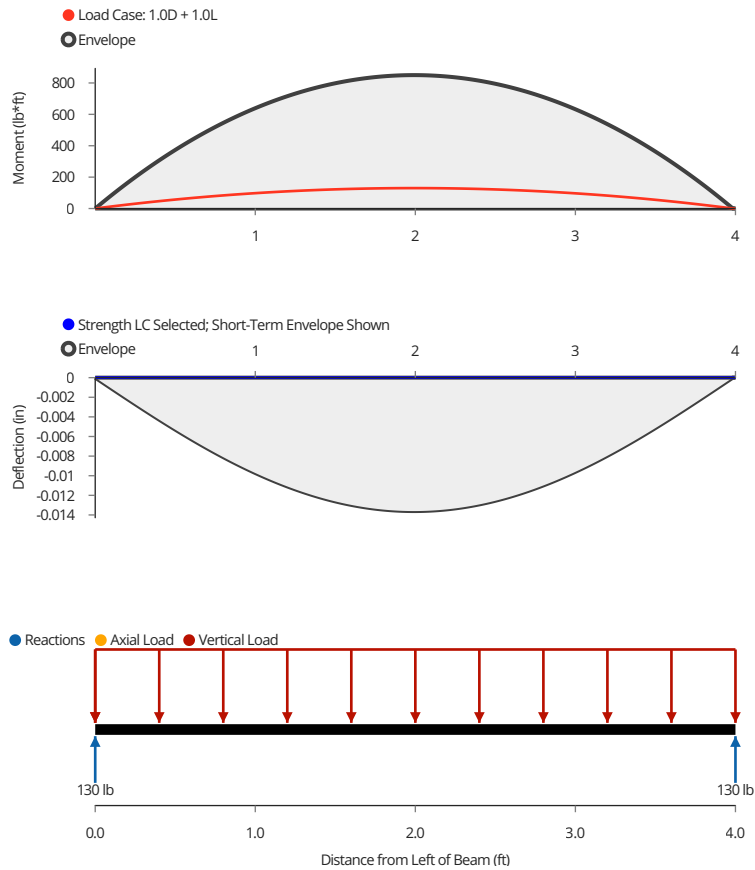 Load Case: 1.0D + 1.0L
Envelope
Moment (lb*ft)
800
600
400
200
0
1 2 3 4
Strength LC Selected; Short-Term Envelope Shown
Envelope
1 2 3 4
Deflection (in)
0
-0.002
-0.004
-0.006
-0.008
-0.01
-0.012
-0.014
Reactions Axial Load Vertical Load
130 lb 130 lb
0.0 1.0 2.0 3.0 4.0
Distance from Left of Beam (ft)